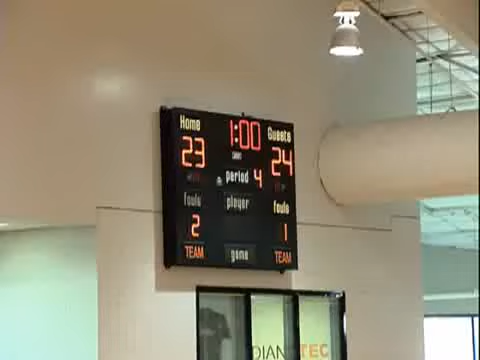 Home 1:00 Guests
23 24
period 4
fouls player fouls
2 1
TEAM game TEAM
DIAN TEC